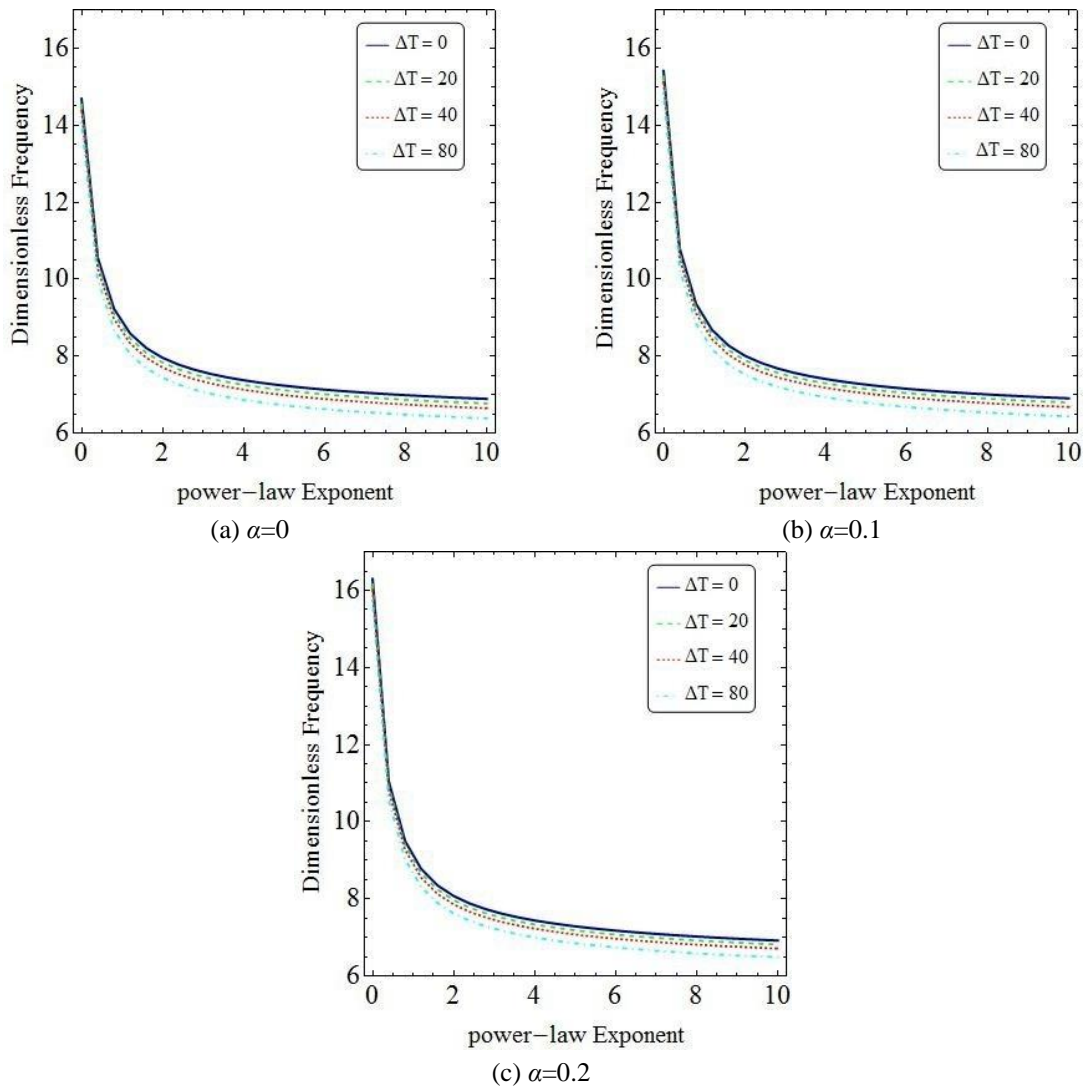 16
14
12
10
8
6
Dimensionless Frequency
ΔT = 0
ΔT = 20
ΔT = 40
ΔT = 80
0 2 4 6 8 10
power−law Exponent
(a) α=0
16
14
12
10
8
6
Dimensionless Frequency
ΔT = 0
ΔT = 20
ΔT = 40
ΔT = 80
0 2 4 6 8 10
power−law Exponent
(b) α=0.1
16
14
12
10
8
6
Dimensionless Frequency
ΔT = 0
ΔT = 20
ΔT = 40
ΔT = 80
0 2 4 6 8 10
power−law Exponent
(c) α=0.2